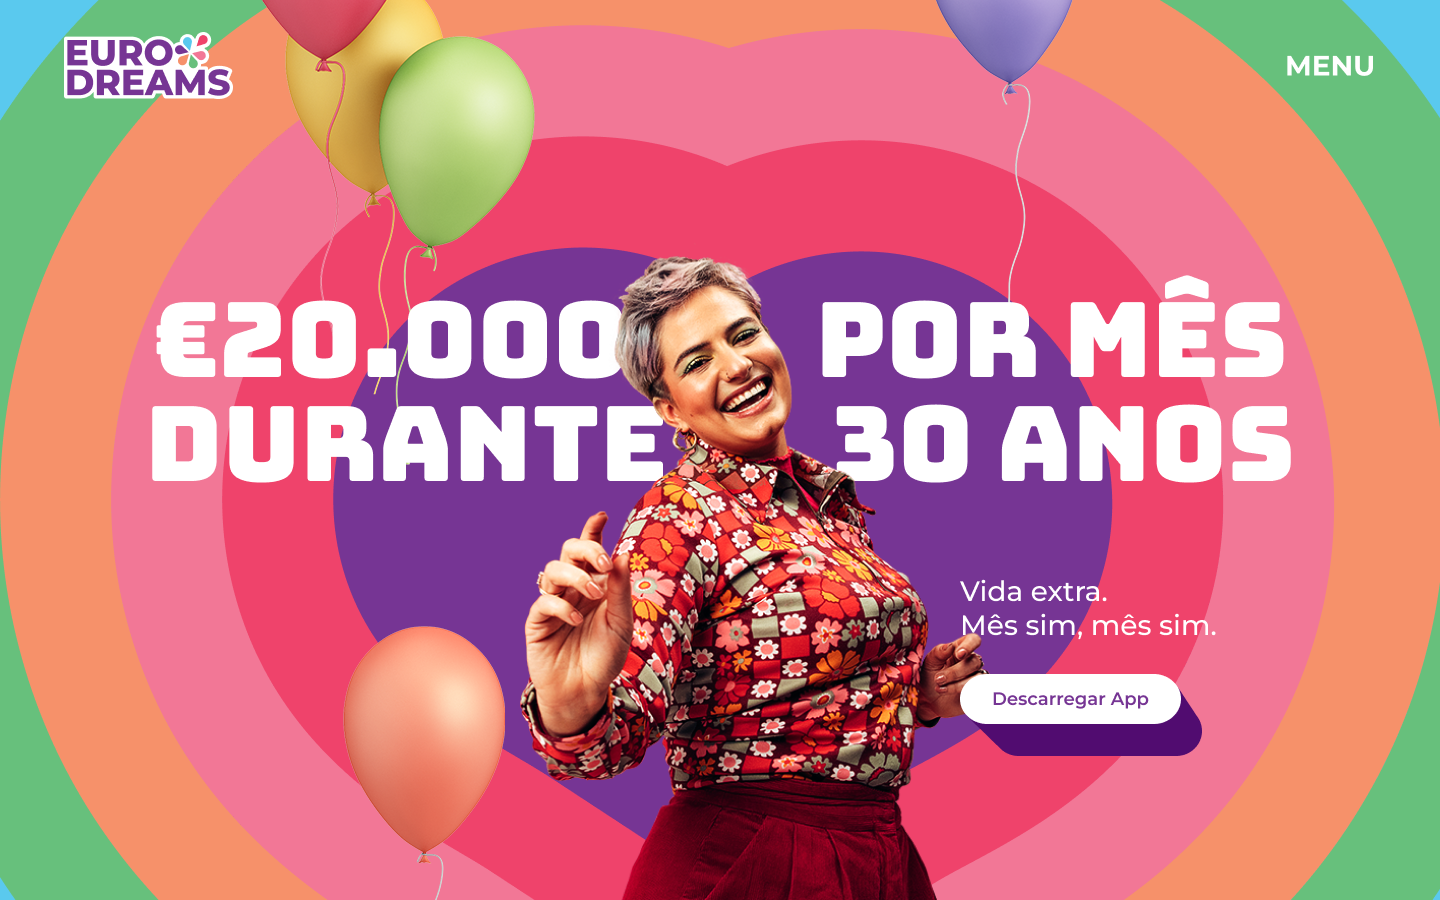 EURO
DREAMS
MENU
€20.000 POR MÊS
DURANTE 30 ANOS
Vida extra.
Mês sim, mês sim.
Descarregar App